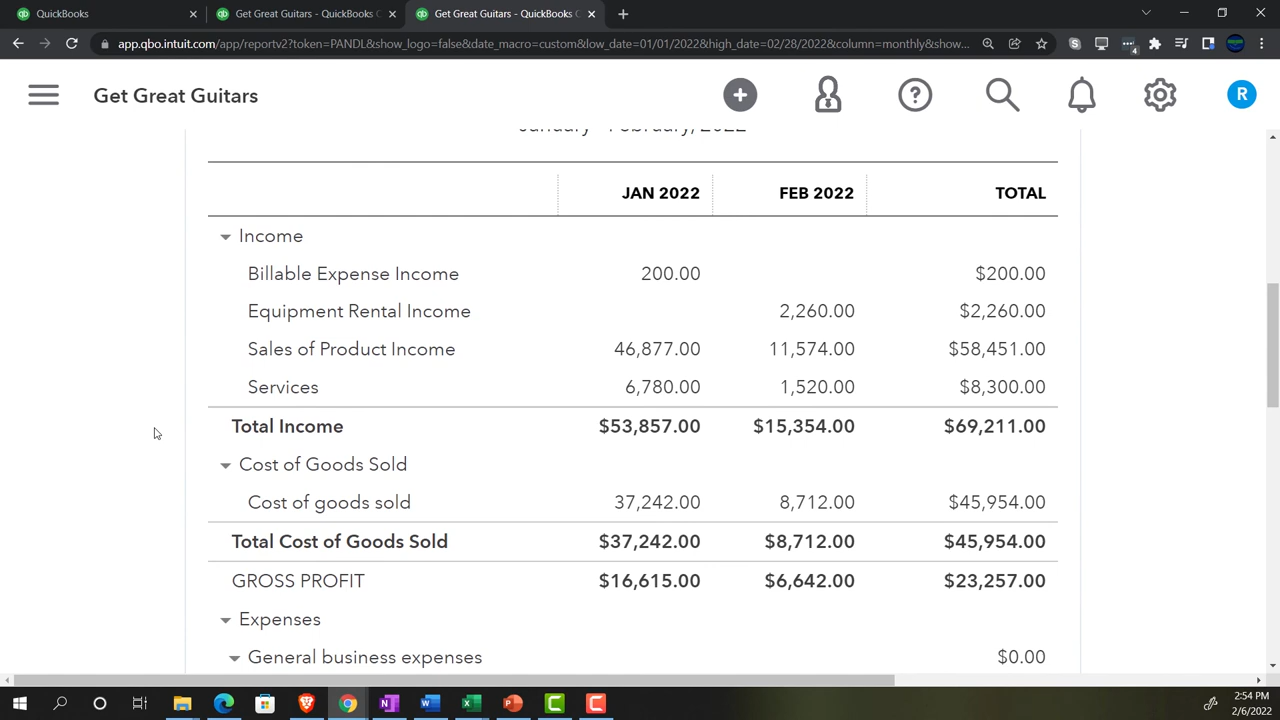 QuickBooks
Get Great Guitars - QuickBooks C
Get Great Guitars - QuickBooks C
app.qbo.intuit.com/app/reportv2?token=PANDL&show_logo=false&date_macro=custom&low_date=01/01/2022&high_date=02/28/2022&column=monthly&show...
4
Get Great Guitars
R
January - February, 2022
JAN 2022 FEB 2022 TOTAL
Income
Billable Expense Income 200.00 $200.00
Equipment Rental Income 2,260.00 $2,260.00
Sales of Product Income 46,877.00 11,574.00 $58,451.00
Services 6,780.00 1,520.00 $8,300.00
Total Income $53,857.00 $15,354.00 $69,211.00
Cost of Goods Sold
Cost of goods sold 37,242.00 8,712.00 $45,954.00
Total Cost of Goods Sold $37,242.00 $8,712.00 $45,954.00
GROSS PROFIT $16,615.00 $6,642.00 $23,257.00
Expenses
General business expenses $0.00
2:54 PM
2/6/2022